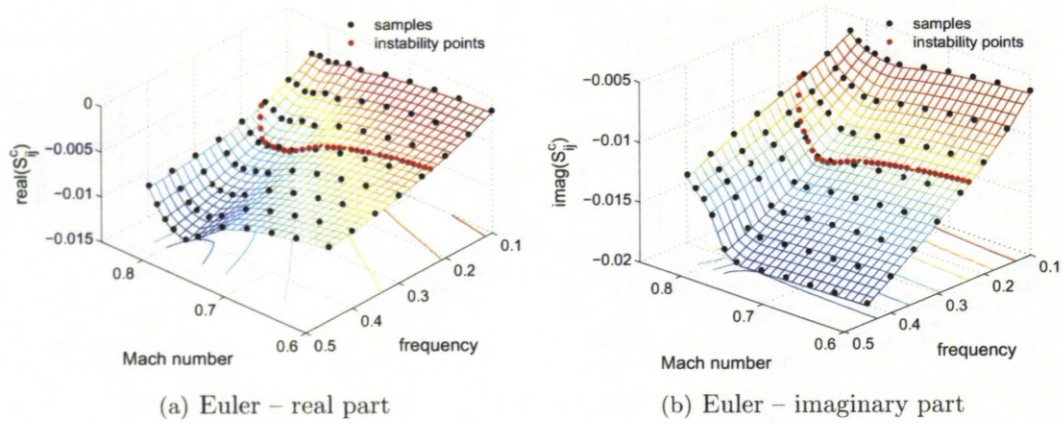 samples
instability points
0
−0.005
−0.01
−0.015
real(S^c_ij)
0.8
0.7
0.6
0.5
0.4
0.3
0.2
0.1
Mach number
frequency
(a) Euler – real part
samples
instability points
−0.005
−0.01
−0.015
−0.02
imag(S^c_ij)
0.8
0.7
0.6
0.5
0.4
0.3
0.2
0.1
Mach number
frequency
(b) Euler – imaginary part